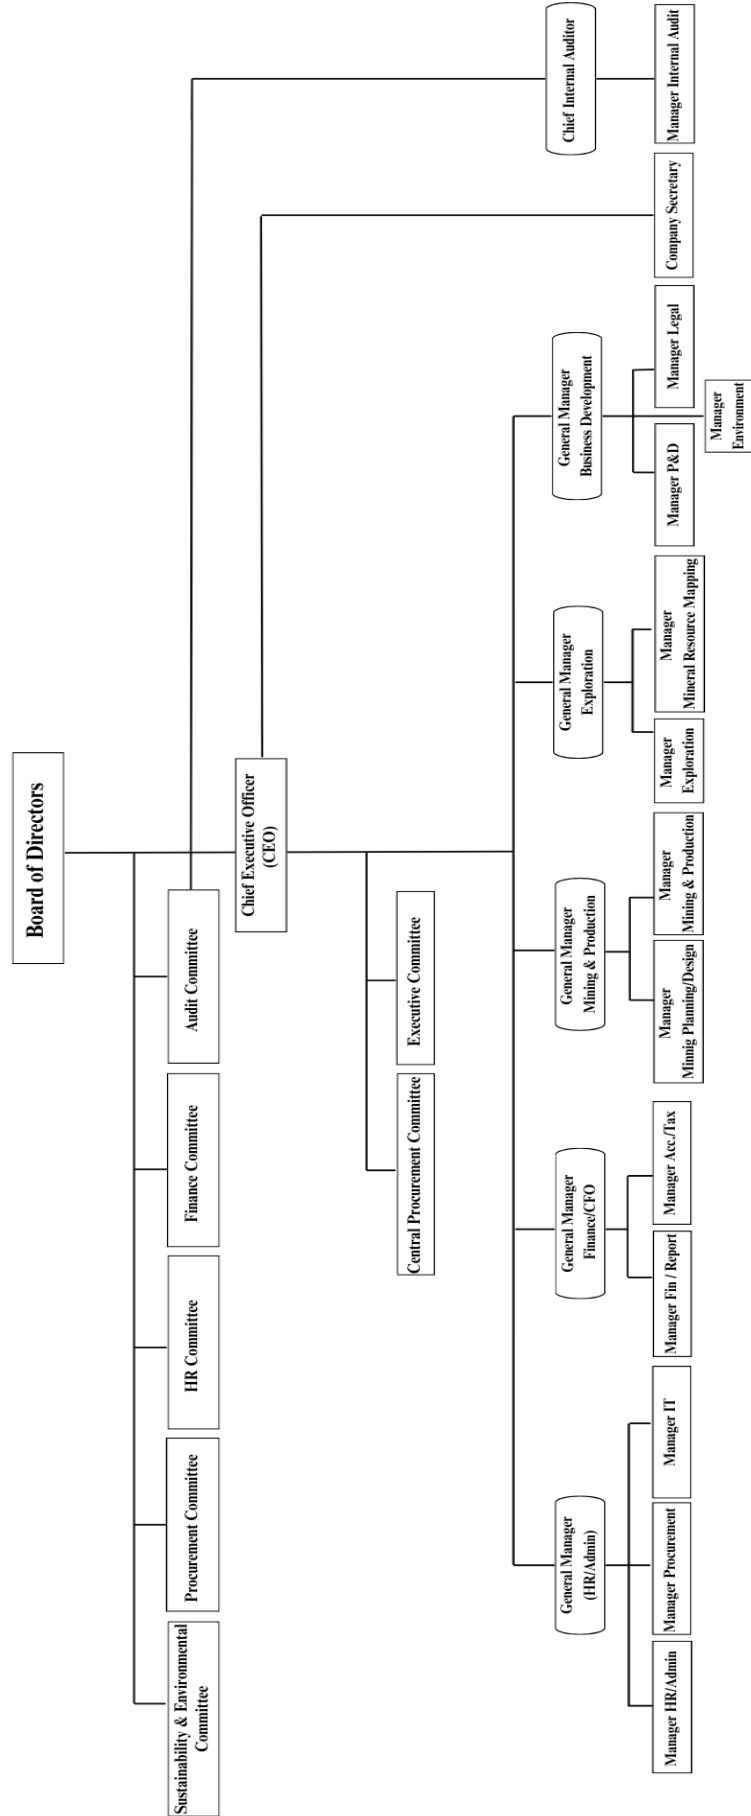 Board of Directors
Sustainability & Environmental
Committee
Procurement Committee
HR Committee
Finance Committee
Audit Committee
Chief Executive Officer
(CEO)
Central Procurement Committee
Executive Committee
General Manager
(HR/Admin)
General Manager
Finance/CFO
General Manager
Mining & Production
General Manager
Exploration
General Manager
Business Development
Chief Internal Auditor
Manager HR/Admin
Manager Procurement
Manager IT
Manager Fin / Report
Manager Acc./Tax
Manager
Minnig Planning/Design
Manager
Mining & Production
Manager
Exploration
Manager
Mineral Resource Mapping
Manager P&D
Manager Legal
Company Secretary
Manager Internal Audit
Manager
Environment